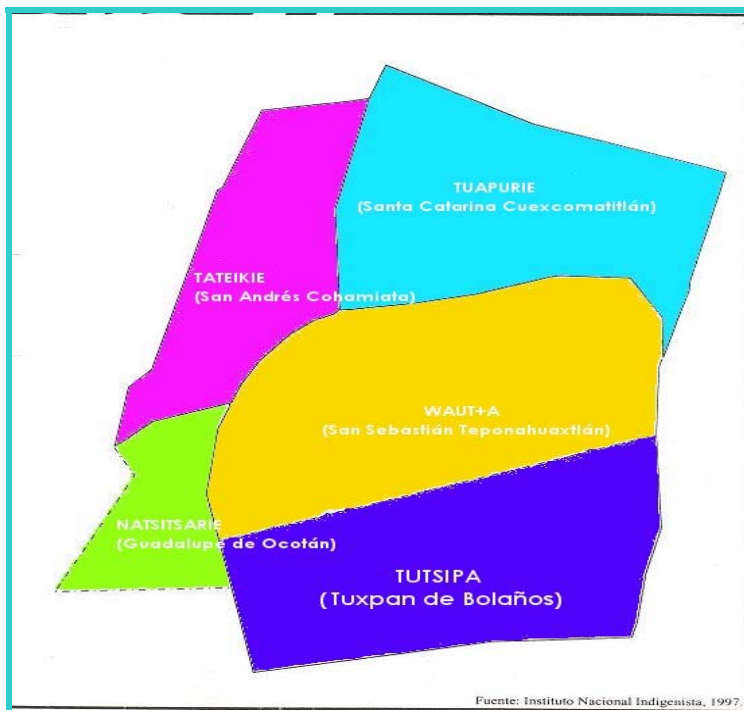 TUAPURIE
(Santa Catarina Cuexcomatitlán)
TATEIKIE
(San Andrés Cohamiata)
WAUT+A
(San Sebastián Teponahuaxtlán)
NATSITSARIE
(Guadalupe de Ocotán)
TUTSIPA
(Tuxpan de Bolaños)
Fuente: Instituto Nacional Indigenista, 1997.